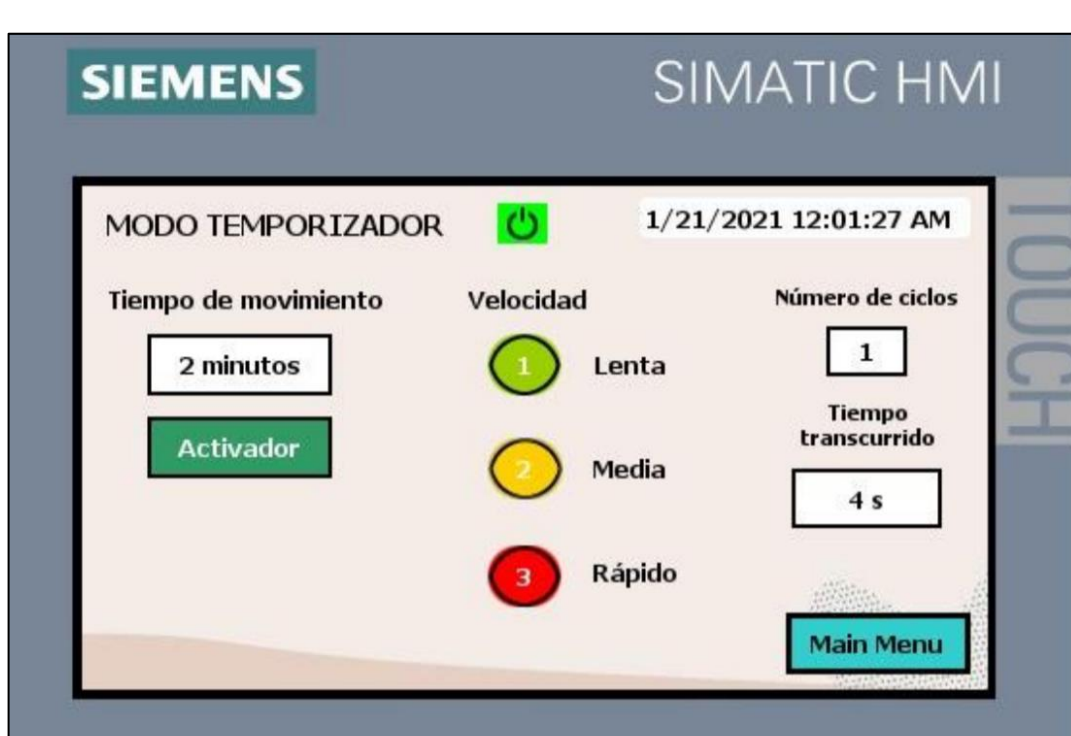 SIEMENS
SIMATIC HMI
TOUCH
MODO TEMPORIZADOR
1/21/2021 12:01:27 AM
Tiempo de movimiento
2 minutos
Activador
Velocidad
1 Lenta
2 Media
3 Rápido
Número de ciclos
1
Tiempo
transcurrido
4 s
Main Menu